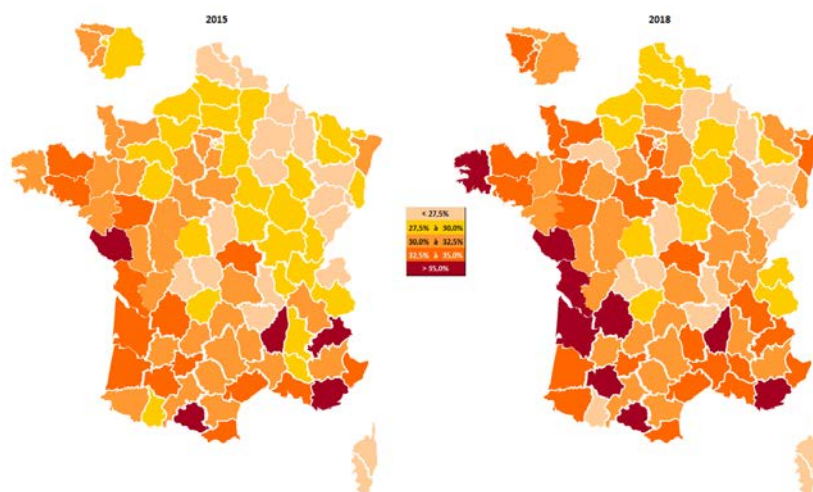 2015
2018
< 27,5%
27,5% à 30,0%
30,0% à 32,5%
32,5% à 35,0%
> 35,0%